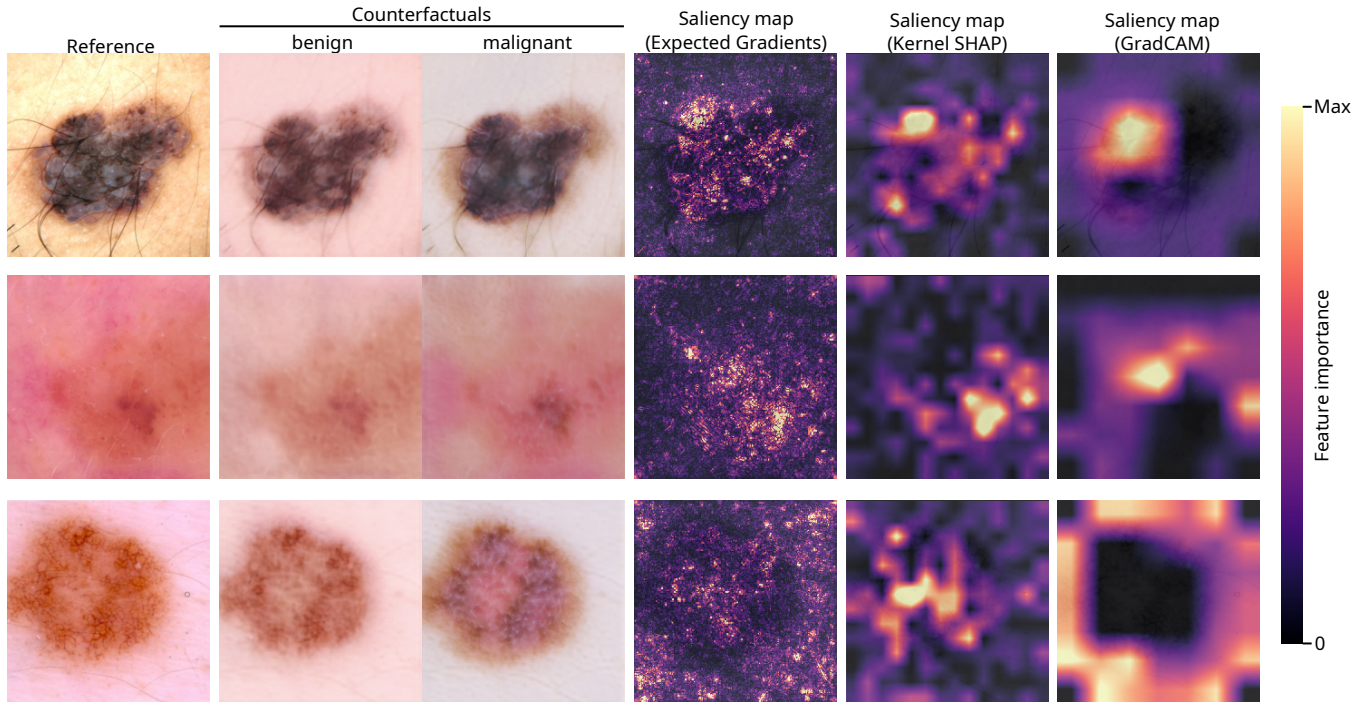 Reference
Counterfactuals
benign
malignant
Saliency map
(Expected Gradients)
Saliency map
(Kernel SHAP)
Saliency map
(GradCAM)
Max
Feature importance
0